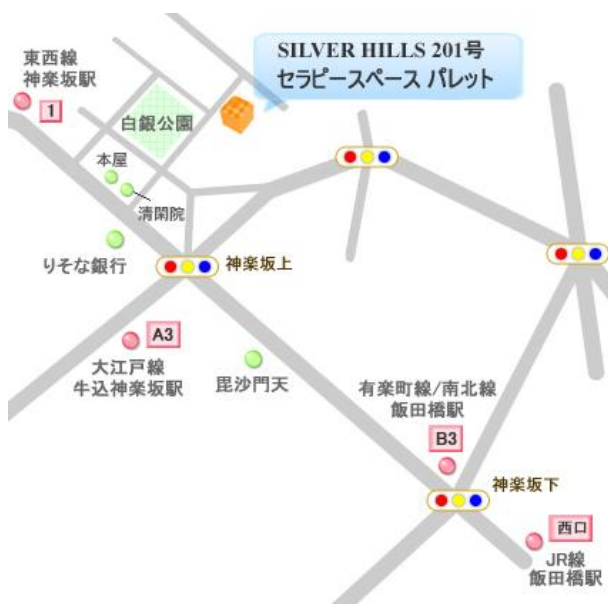 SILVER HILLS 201号
セラピースペース パレット
東西線
神楽坂駅
1
白銀公園
本屋
清閑院
りそな銀行
神楽坂上
A3
大江戸線
牛込神楽坂駅
毘沙門天
有楽町線/南北線
飯田橋駅
B3
神楽坂下
西口
JR線
飯田橋駅